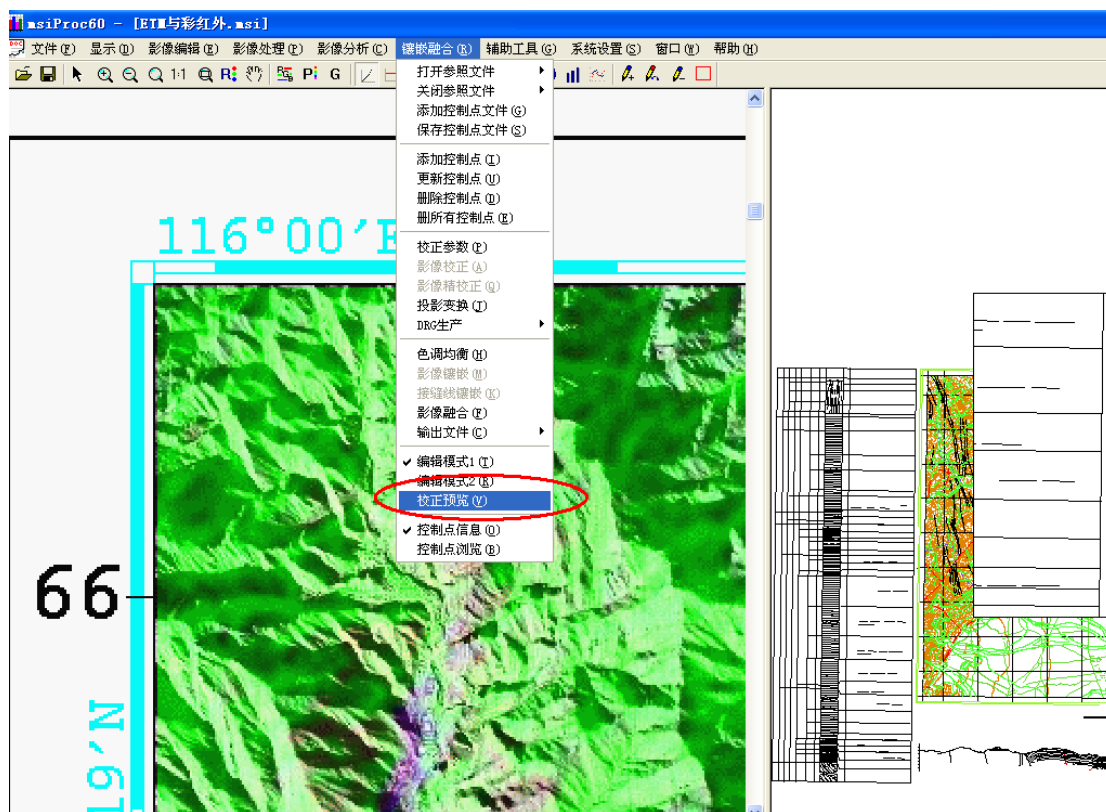 msiProc60 - [ETM与彩红外.msi]
文件(F) 显示(D) 影像编辑(E) 影像处理(P) 影像分析(C) 镶嵌融合(R) 辅助工具(G) 系统设置(S) 窗口(W) 帮助(H)
1:1 R P G
打开参照文件
关闭参照文件
添加控制点文件(G)
保存控制点文件(S)
添加控制点(I)
更新控制点(U)
删除控制点(D)
删所有控制点(E)
校正参数(P)
影像校正(A)
影像精校正(Q)
投影变换(J)
DRG生产
色调均衡(H)
影像镶嵌(M)
接缝线镶嵌(K)
影像融合(F)
输出文件(C)
编辑模式1(T)
编辑模式2(R)
校正预览(V)
控制点信息(O)
控制点浏览(B)
116°00′E
66
19′N